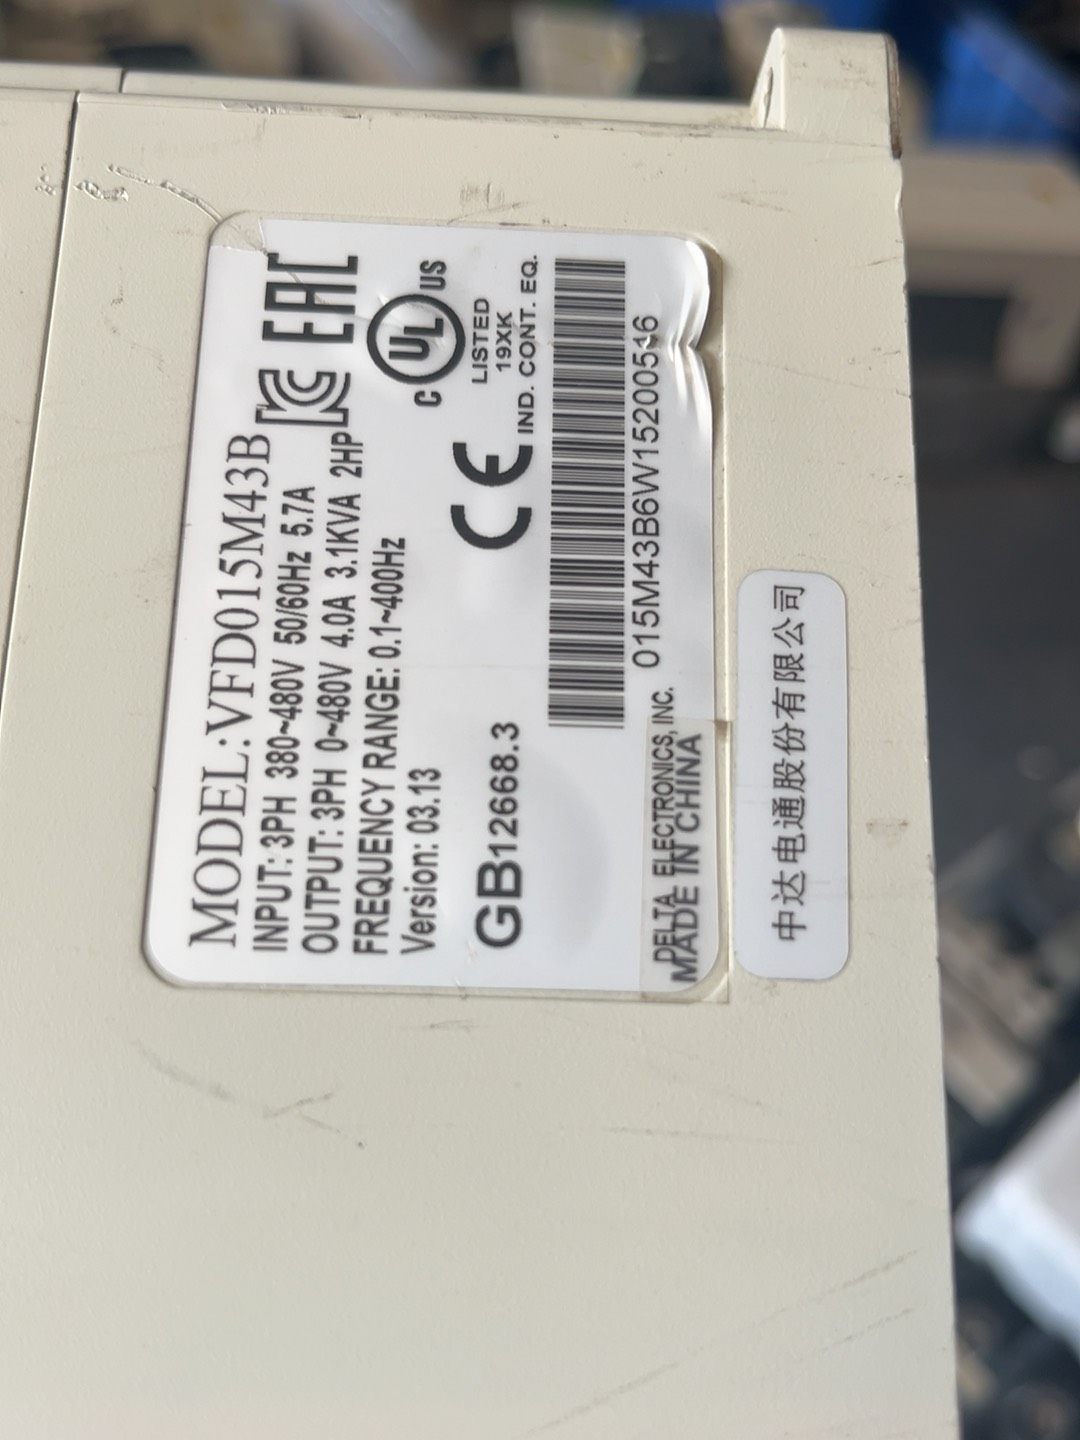 MODEL:VFD015M43B
INPUT: 3PH 380~480V 50/60Hz 5.7A
OUTPUT: 3PH 0~480V 4.0A 3.1KVA 2HP
FREQUENCY RANGE: 0.1~400Hz
Version: 03.13
EAC
C UL US
LISTED
19XK
IND. CONT. EQ.
CE
GB12668.3
015M43B6W15200516
DELTA ELECTRONICS, INC.
MADE IN CHINA
中达电通股份有限公司